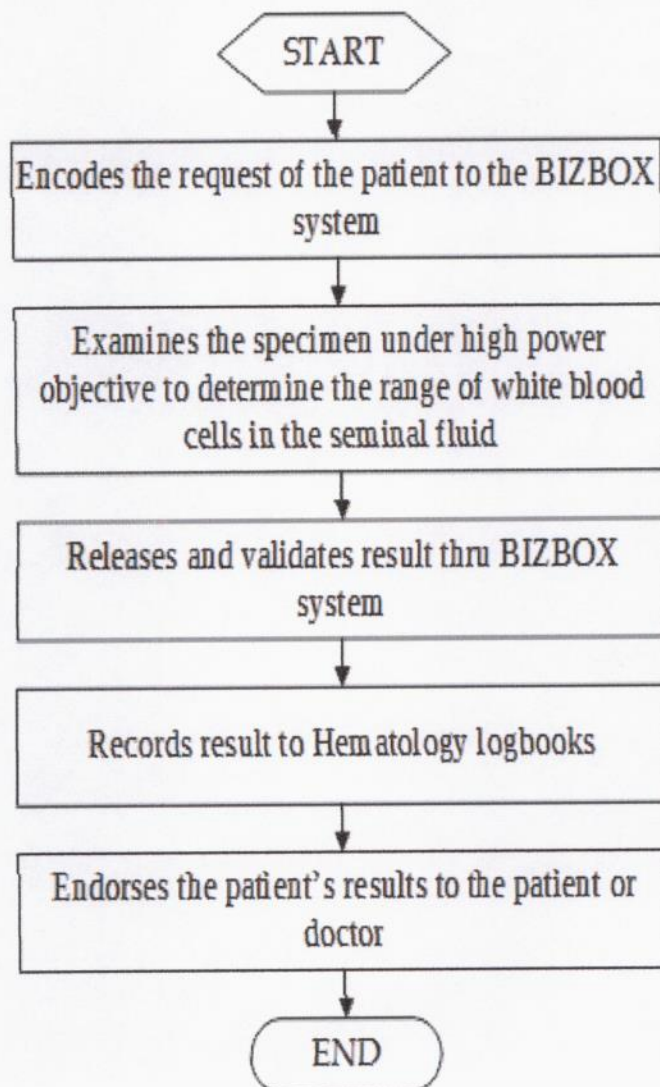 START
Encodes the request of the patient to the BIZBOX
system
Examines the specimen under high power
objective to determine the range of white blood
cells in the seminal fluid
Releases and validates result thru BIZBOX
system
Records result to Hematology logbooks
Endorses the patient's results to the patient or
doctor
END